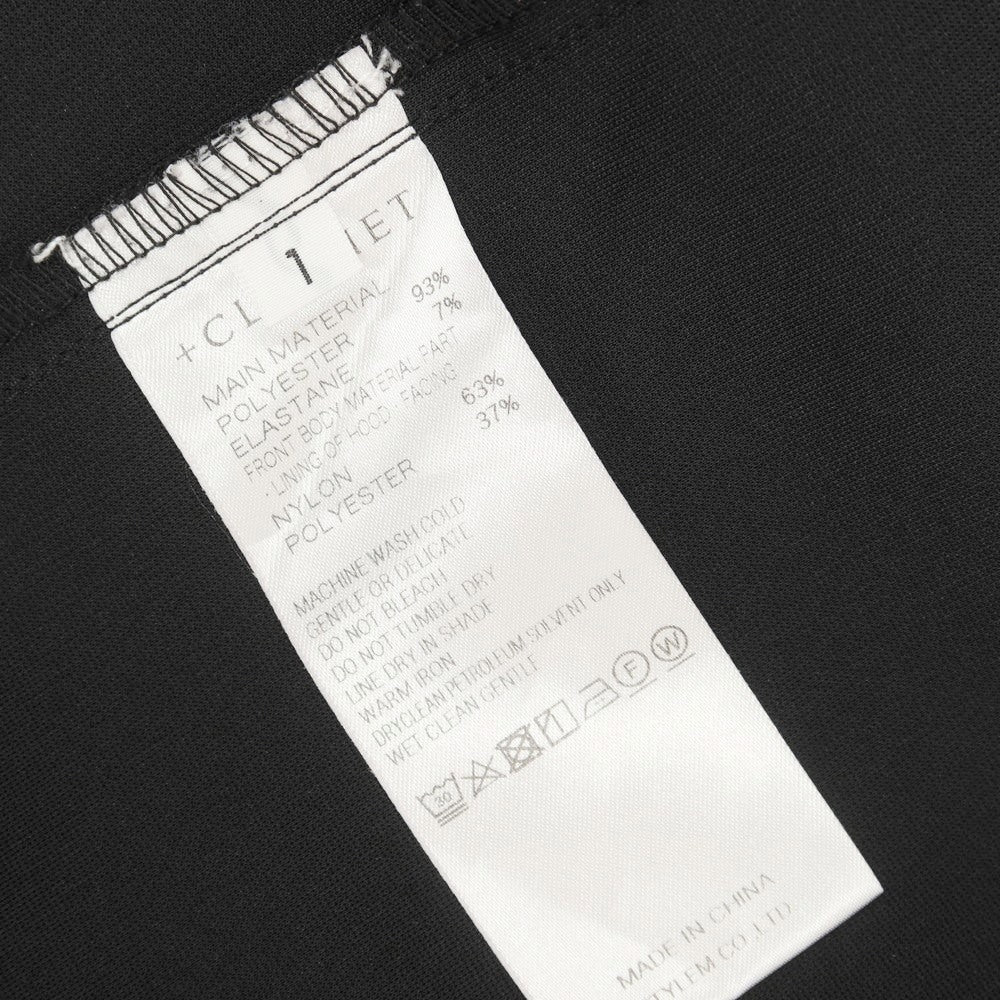 +CL 1 IET
MAIN MATERIAL
POLYESTER 93%
ELASTANE 7%
FRONT BODY MATERIAL PART
· LINING OF HOOD · FACING
NYLON 63%
POLYESTER 37%
MACHINE WASH COLD
GENTLE OR DELICATE
DO NOT BLEACH
DO NOT TUMBLE DRY
LINE DRY IN SHADE
WARM IRON
DRYCLEAN PETROLEUM SOLVENT ONLY
WET CLEAN GENTLE
30 F W
MADE IN CHINA
STYLEM CO.,LTD